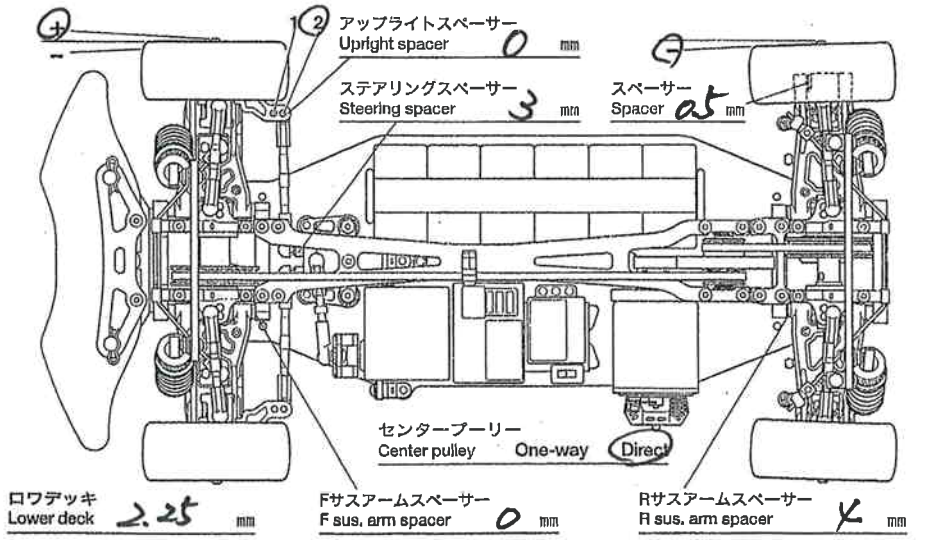 +
-
1 2
アップライトスペーサー
Upright spacer 0 mm
-
ステアリングスペーサー
Steering spacer 3 mm
スペーサー
Spacer 0.5 mm
センタープーリー
Center pulley One-way Direct
ロワデッキ
Lower deck 2.25 mm
Fサスアームスペーサー
F sus. arm spacer 0 mm
Rサスアームスペーサー
R sus. arm spacer mm